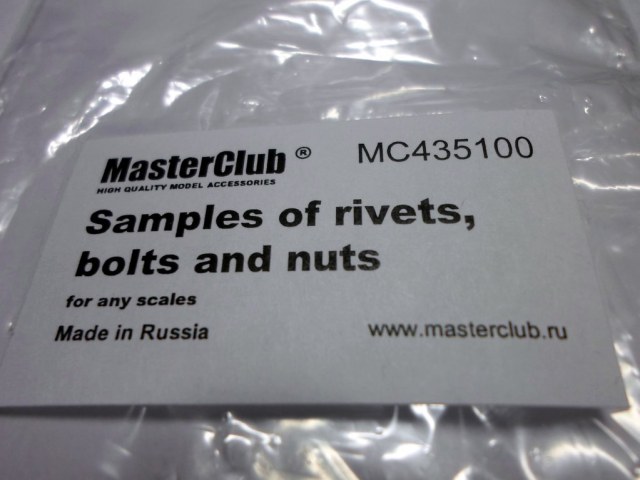 MasterClub ® MC435100
HIGH QUALITY MODEL ACCESSORIES
Samples of rivets,
bolts and nuts
for any scales
Made in Russia www.masterclub.ru